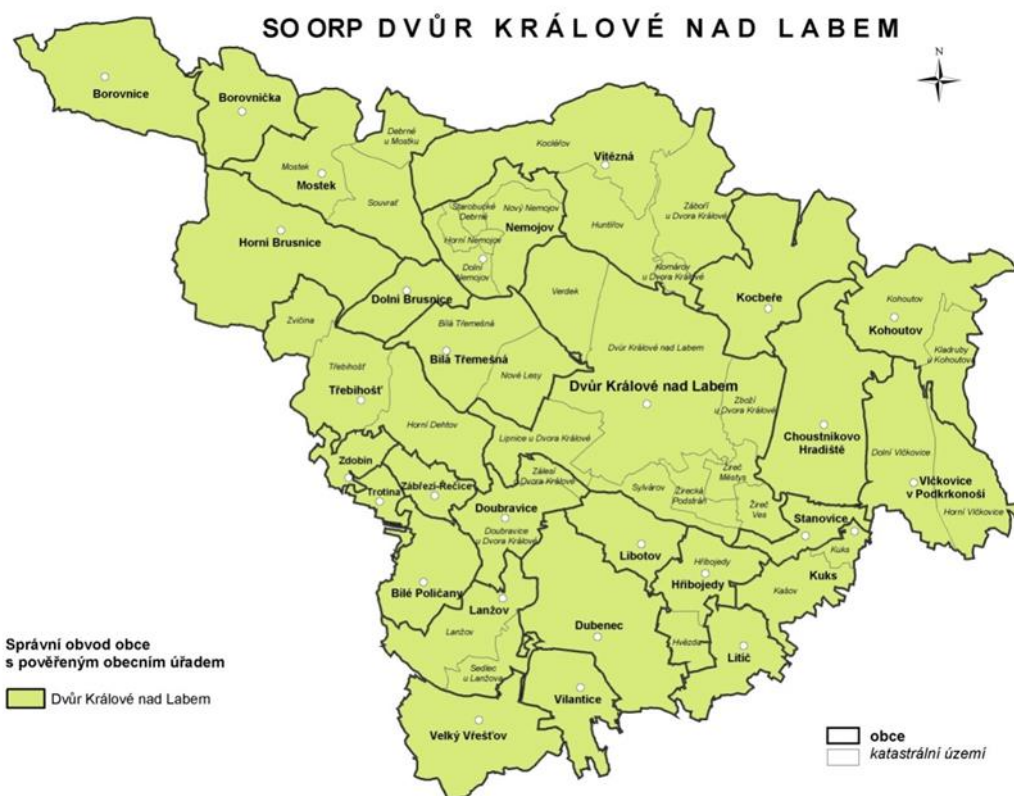 SO ORP DVŮR KRÁLOVÉ NAD LABEM
N
Borovnice
Borovnička
Debrné
u Mostku
Mostek
Mostek
Souvrať
Kocléřov
Vítězná
Záboří
u Dvora Králové
Huntířov
Starobucké
Debrné
Nový Nemojov
Nemojov
Horní Nemojov
Dolní
Nemojov
Komárov
u Dvora Králové
Horní Brusnice
Dolní Brusnice
Verdek
Kocbeře
Kohoutov
Kohoutov
Kladruby
u Kohoutova
Zvičina
Bílá Třemešná
Bílá Třemešná
Nové Lesy
Dvůr Králové nad Labem
Dvůr Králové nad Labem
Třebihošť
Třebihošť
Horní Dehtov
Zboží
u Dvora Králové
Choustníkovo
Hradiště
Dolní Vlčkovice
Vlčkovice
v Podkrkonoší
Horní Vlčkovice
Lipnice u Dvora Králové
Zálesí
u Dvora Králové
Sylvárov
Žirecká
Podstráň
Žireč
Městys
Žireč
Ves
Zdobín
Trotina
Zábřezí-Řečice
Doubravice
Doubravice
u Dvora Králové
Stanovice
Kuks
Kuks
Kašov
Libotov
Hřibojedy
Hřibojedy
Hvězda
Bílé Poličany
Lanžov
Lanžov
Sedlec
u Lanžova
Dubenec
Litíč
Vilantice
Velký Vřešťov
Správní obvod obce
s pověřeným obecním úřadem
Dvůr Králové nad Labem
obce
katastrální území